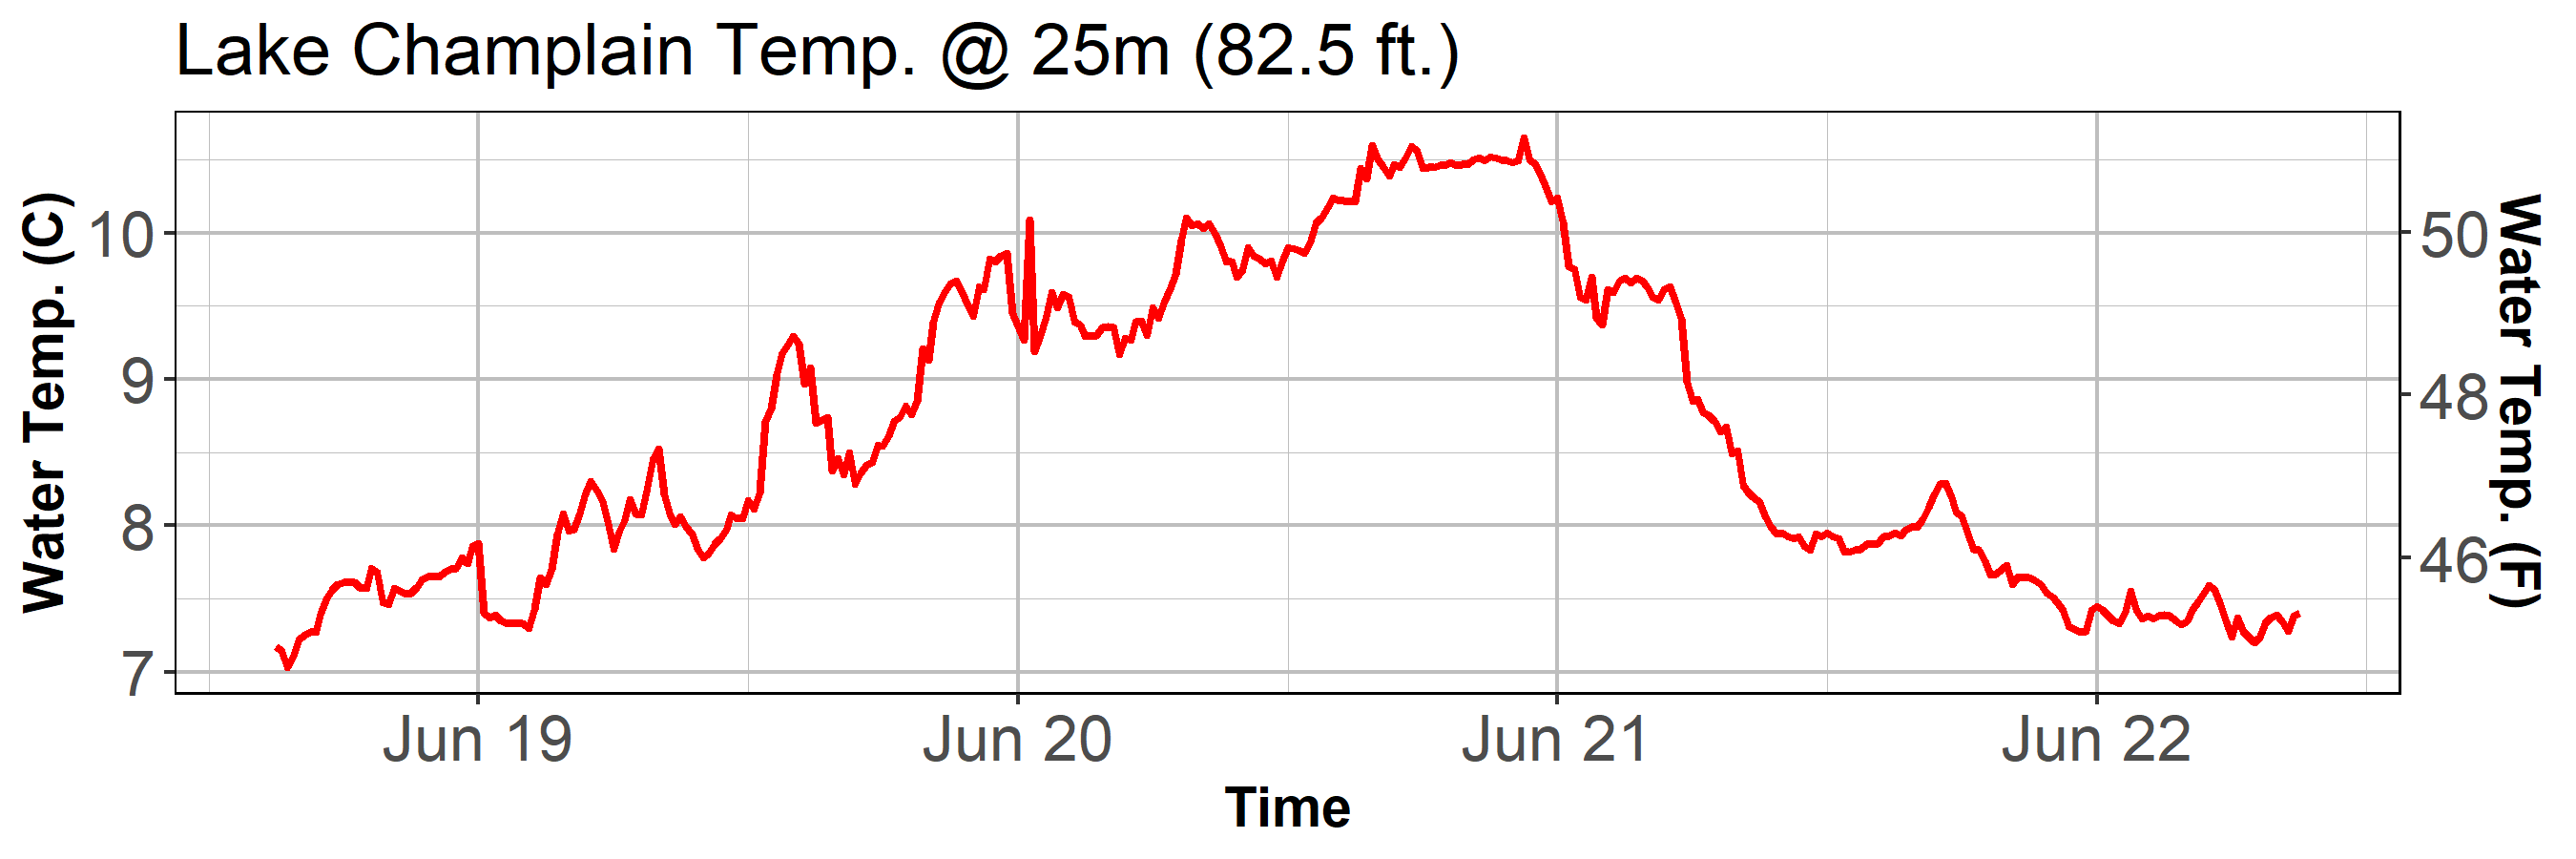 Lake Champlain Temp. @ 25m (82.5 ft.)
Water Temp. (C)
10
9
8
7
50
48
46
Water Temp. (F)
Jun 19 Jun 20 Jun 21 Jun 22
Time